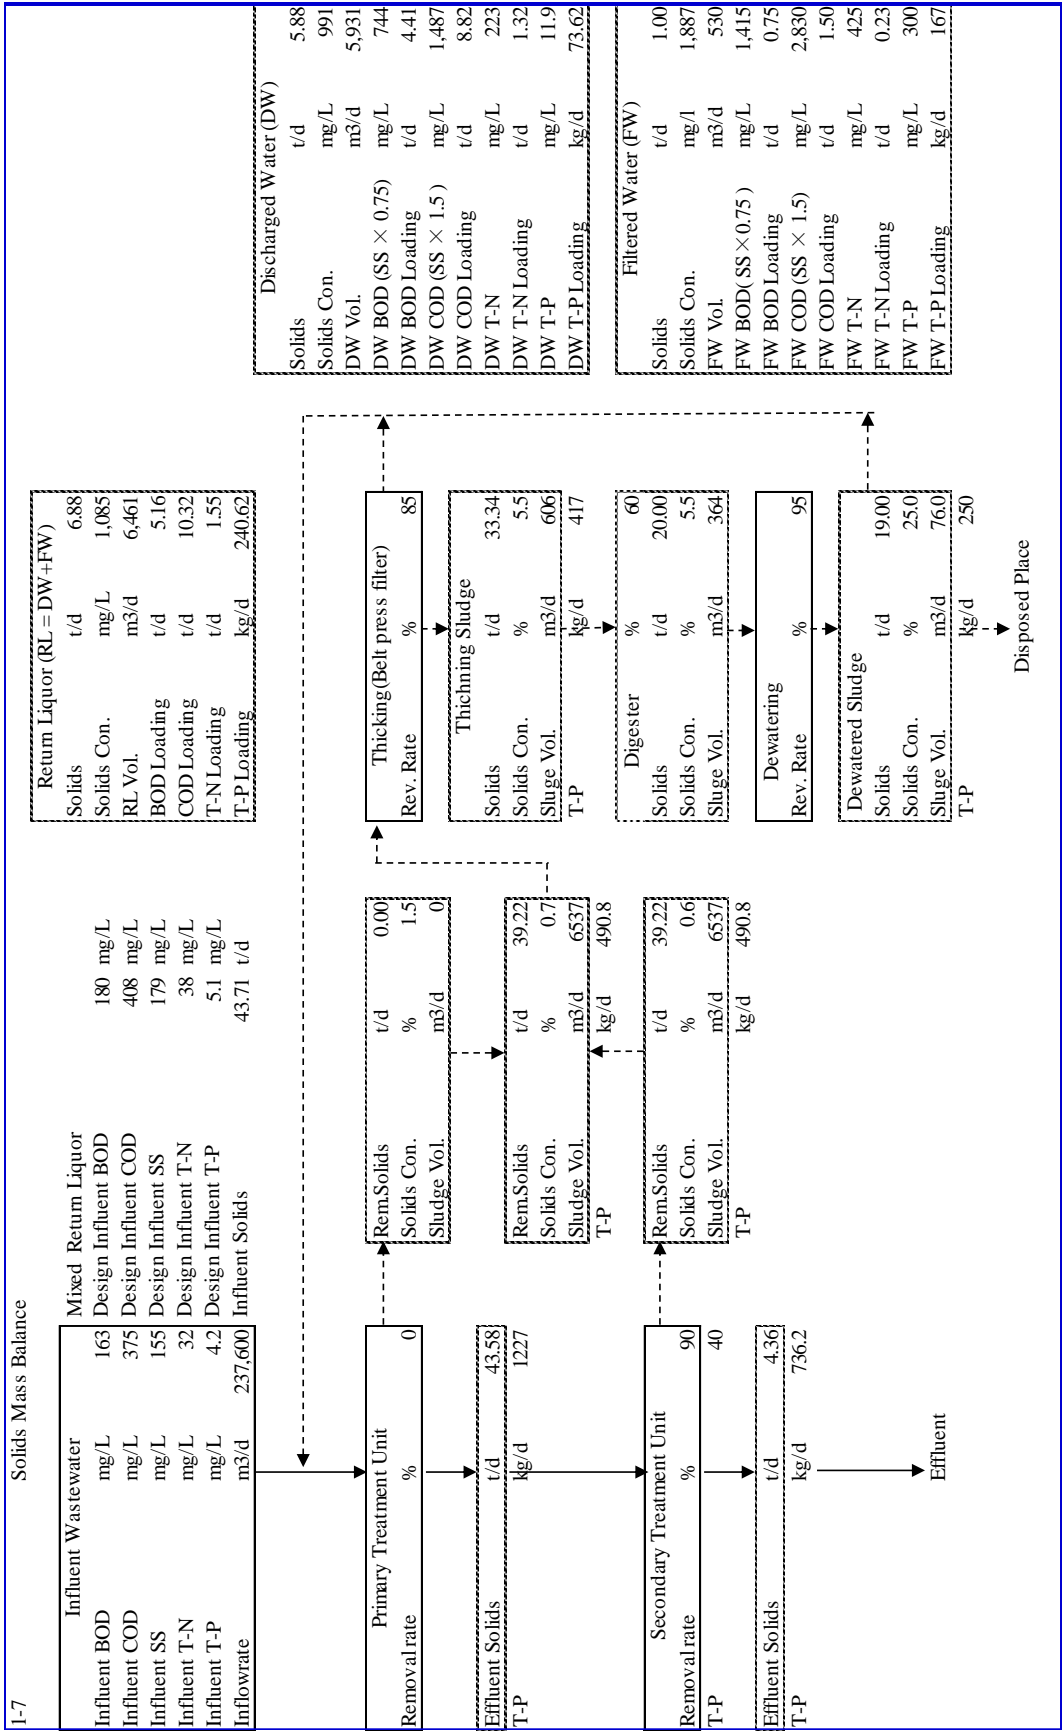 1-7 Solids Mass Balance
Influent Wastewater
Influent BOD mg/L 163
Influent COD mg/L 375
Influent SS mg/L 155
Influent T-N mg/L 32
Influent T-P mg/L 4.2
Inflowrate m3/d 237,600
Mixed Return Liquor
Design Influent BOD 180 mg/L
Design Influent COD 408 mg/L
Design Influent SS 179 mg/L
Design Influent T-N 38 mg/L
Design Influent T-P 5.1 mg/L
Influent Solids 43.71 t/d
Return Liquor (RL = DW+FW)
Solids t/d 6.88
Solids Con. mg/L 1,085
RL Vol. m3/d 6,461
BOD Loading t/d 5.16
COD Loading t/d 10.32
T-N Loading t/d 1.55
T-P Loading kg/d 240.62
Discharged Water (DW)
Solids t/d 5.88
Solids Con. mg/L 991
DW Vol. m3/d 5,931
DW BOD (SS × 0.75) mg/L 744
DW BOD Loading t/d 4.41
DW COD (SS × 1.5 ) mg/L 1,487
DW COD Loading t/d 8.82
DW T-N mg/L 223
DW T-N Loading t/d 1.32
DW T-P mg/L 11.9
DW T-P Loading kg/d 73.62
Primary Treatment Unit
Removal rate % 0
Effluent Solids t/d 43.58
T-P kg/d 1227
Rem.Solids t/d 0.00
Solids Con. % 1.5
Sludge Vol. m3/d 0
Rem.Solids t/d 39.22
Solids Con. % 0.7
Sludge Vol. m3/d 6537
T-P kg/d 490.8
Secondary Treatment Unit
Removal rate % 90
T-P 40
Effluent Solids t/d 4.36
T-P kg/d 736.2
Effluent
Rem.Solids t/d 39.22
Solids Con. % 0.6
Sludge Vol. m3/d 6537
T-P kg/d 490.8
Thicking(Belt press filter)
Rev. Rate % 85
Thichning Sludge
Solids t/d 33.34
Solids Con. % 5.5
Sluge Vol. m3/d 606
T-P kg/d 417
Digester % 60
Solids t/d 20.00
Solids Con. % 5.5
Sluge Vol. m3/d 364
Dewatering
Rev. Rate % 95
Dewatered Sludge
Solids t/d 19.00
Solids Con. % 25.0
Sluge Vol. m3/d 76.0
T-P kg/d 250
Disposed Place
Filtered Water (FW)
Solids t/d 1.00
Solids Con. mg/l 1,887
FW Vol. m3/d 530
FW BOD( SS ×0.75 ) mg/L 1,415
FW BOD Loading t/d 0.75
FW COD (SS × 1.5) mg/L 2,830
FW COD Loading t/d 1.50
FW T-N mg/L 425
FW T-N Loading t/d 0.23
FW T-P mg/L 300
FW T-P Loading kg/d 167